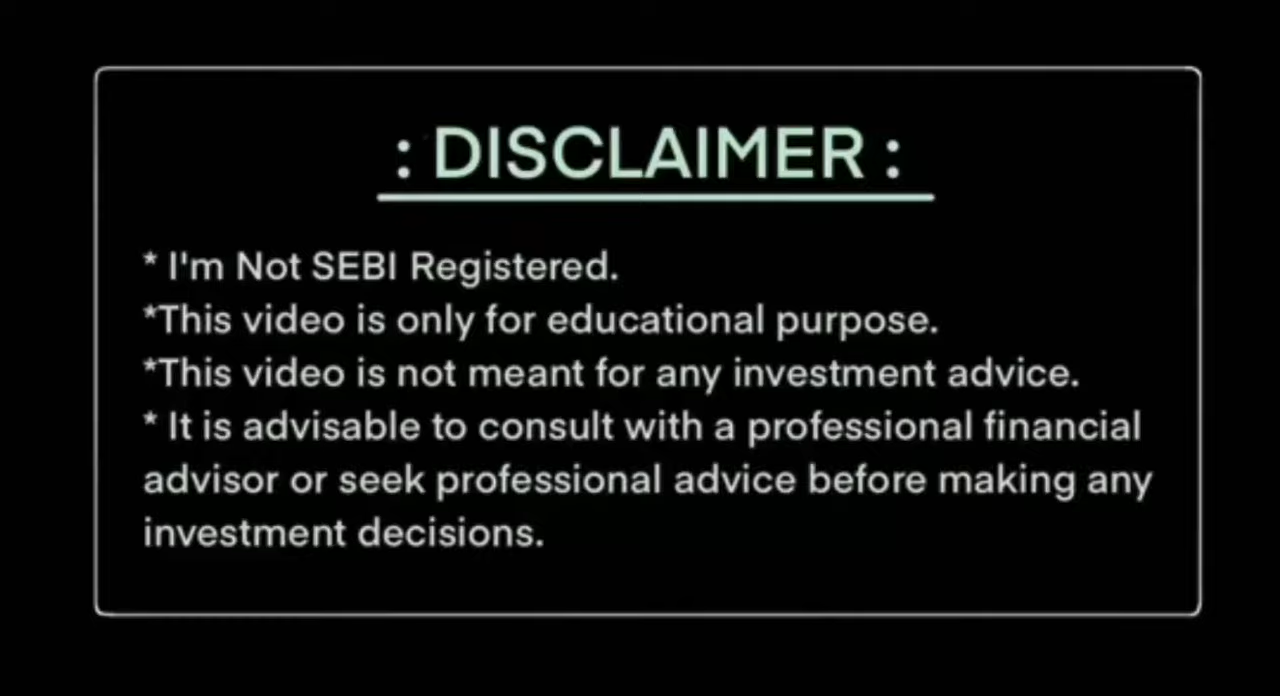 : DISCLAIMER :
* I'm Not SEBI Registered.
*This video is only for educational purpose.
*This video is not meant for any investment advice.
* It is advisable to consult with a professional financial
advisor or seek professional advice before making any
investment decisions.